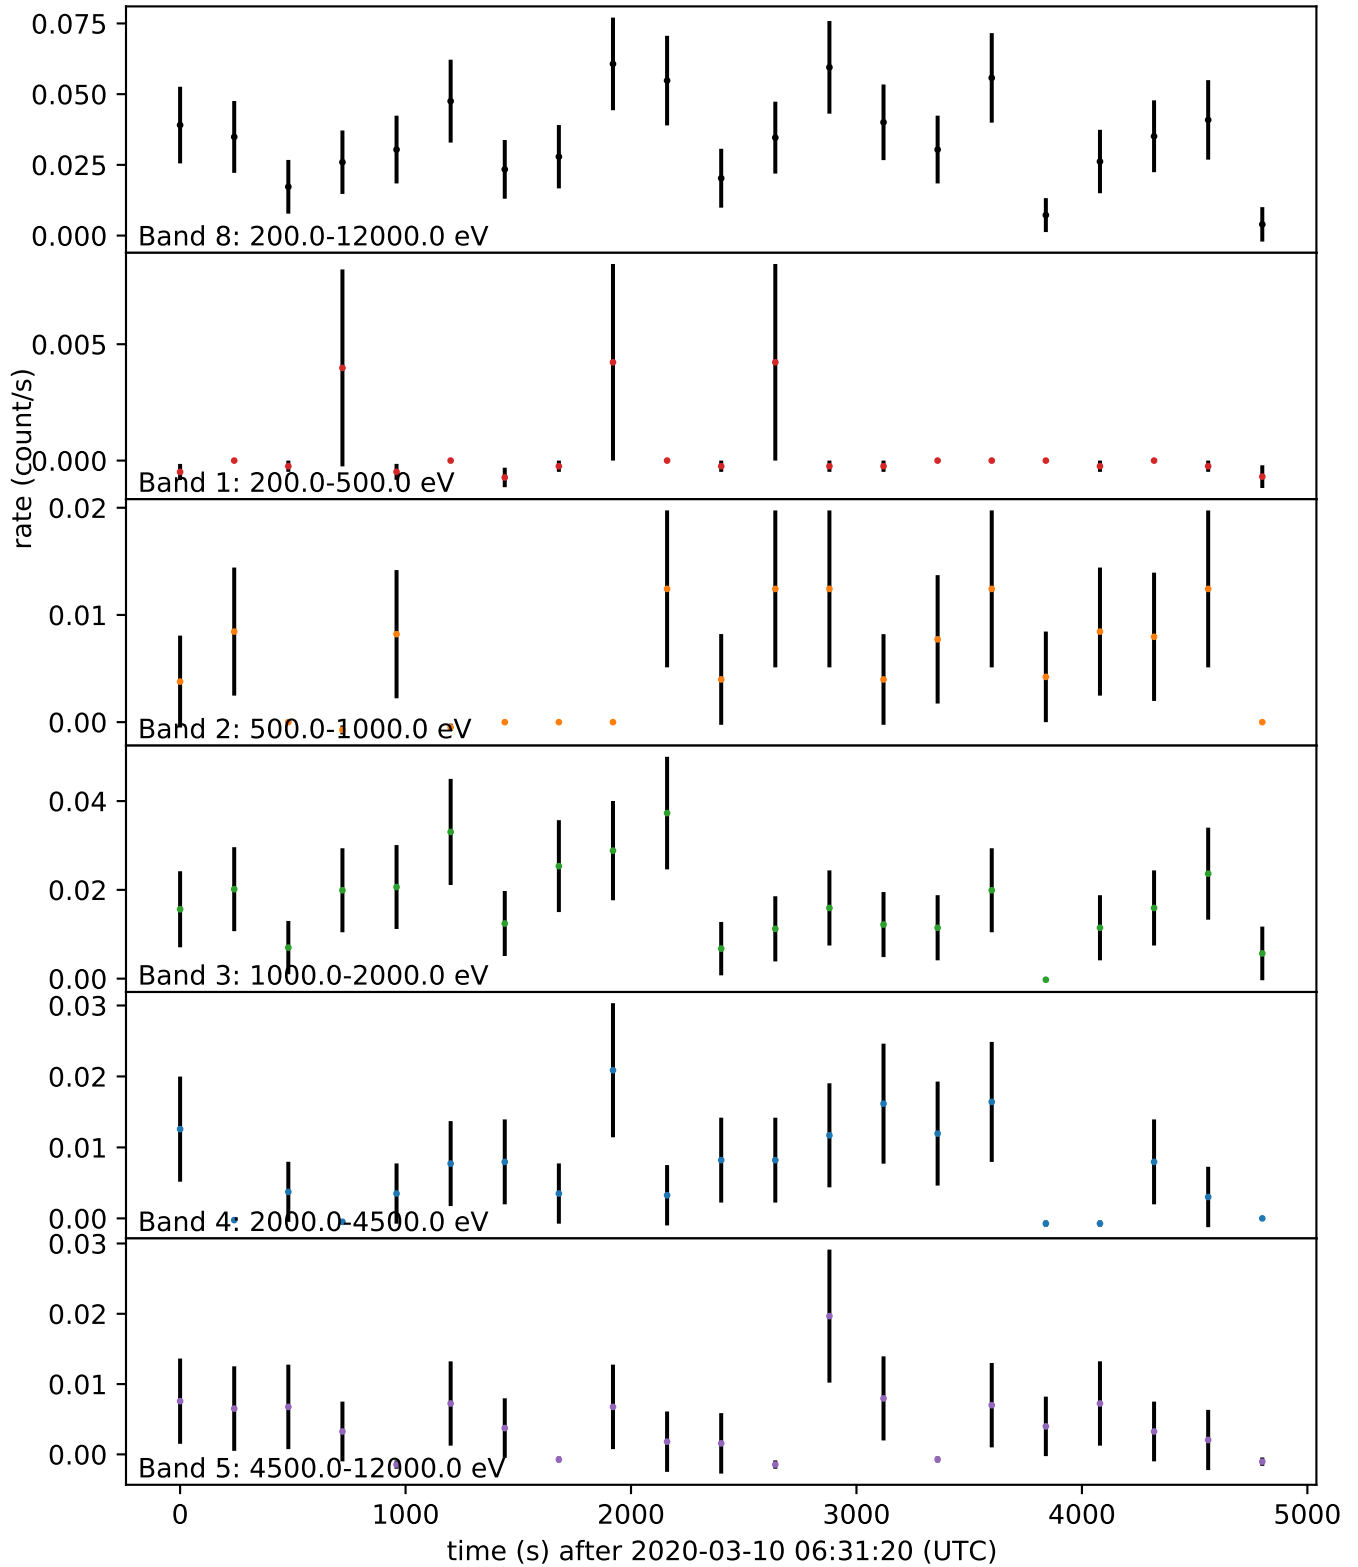 0.075
0.050
0.025
0.000
Band 8: 200.0-12000.0 eV
0.005
0.000
Band 1: 200.0-500.0 eV
rate (count/s)
0.02
0.01
0.00
Band 2: 500.0-1000.0 eV
0.04
0.02
0.00
Band 3: 1000.0-2000.0 eV
0.03
0.02
0.01
0.00
Band 4: 2000.0-4500.0 eV
0.03
0.02
0.01
0.00
Band 5: 4500.0-12000.0 eV
0 1000 2000 3000 4000 5000
time (s) after 2020-03-10 06:31:20 (UTC)